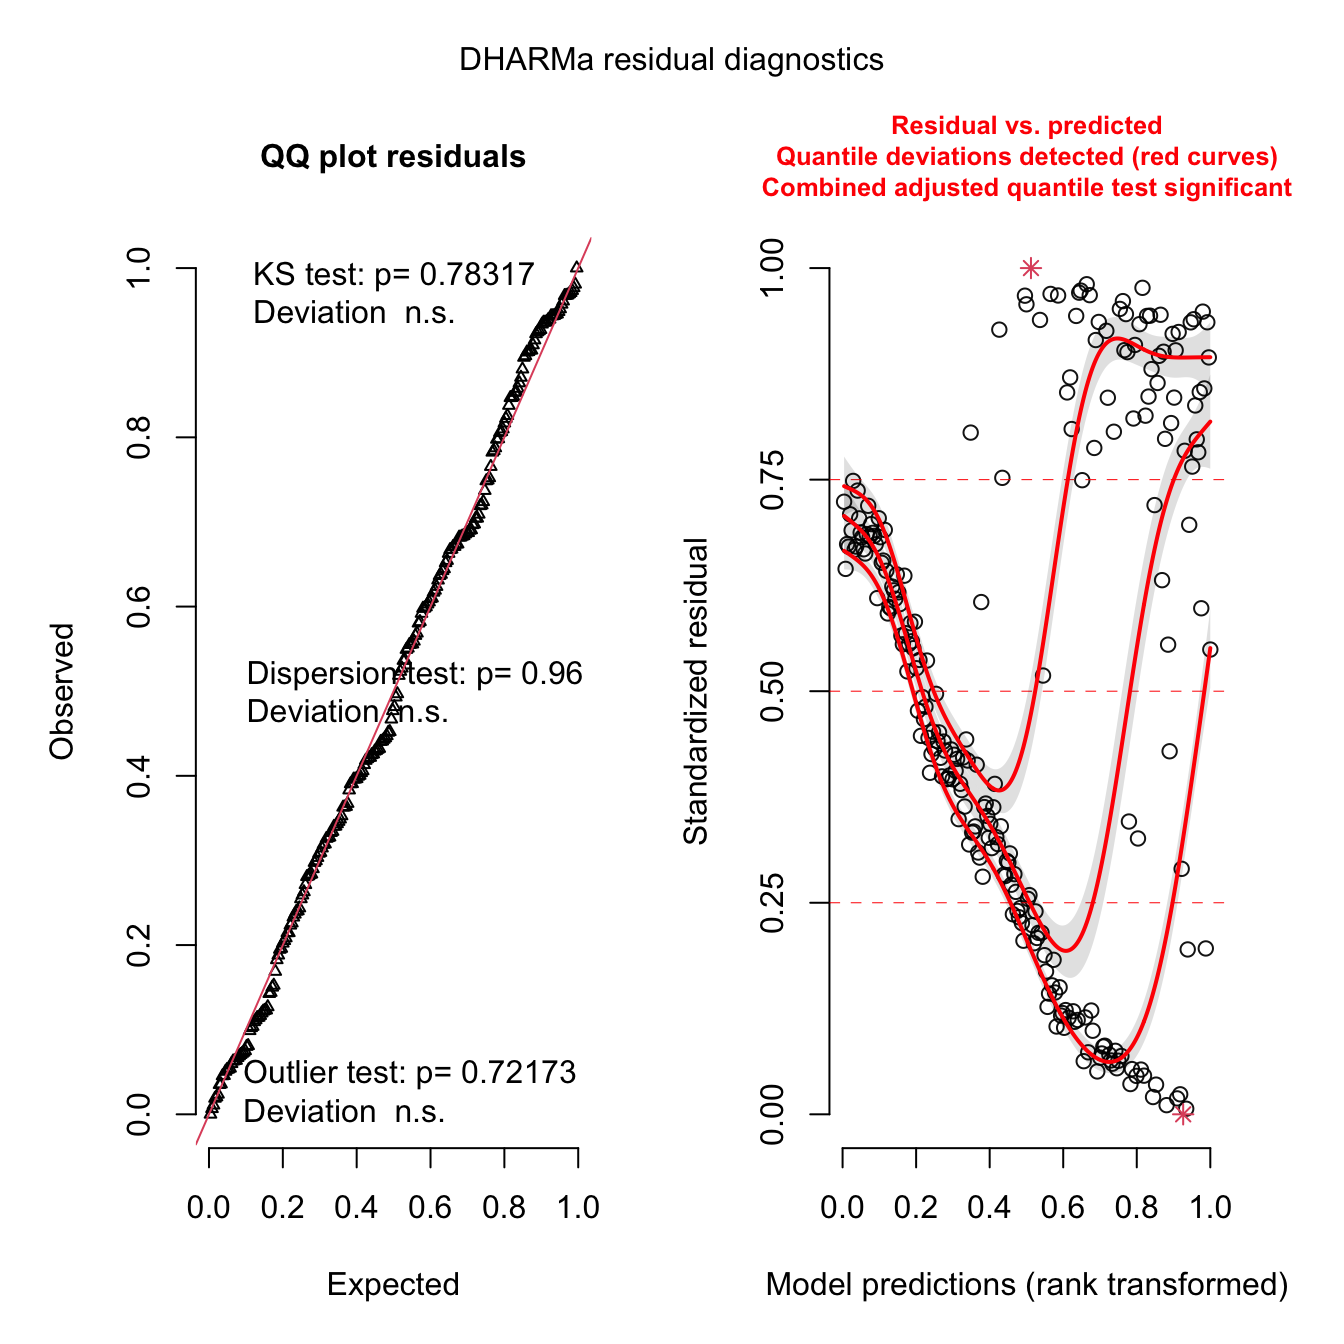 DHARMa residual diagnostics
QQ plot residuals
KS test: p= 0.78317
Deviation  n.s.
Dispersion test: p= 0.96
Deviation  n.s.
Outlier test: p= 0.72173
Deviation  n.s.
Observed
0.0
0.2
0.4
0.6
0.8
1.0
0.0 0.2 0.4 0.6 0.8 1.0
Expected
Residual vs. predicted
Quantile deviations detected (red curves)
Combined adjusted quantile test significant
Standardized residual
0.00
0.25
0.50
0.75
1.00
0.0 0.2 0.4 0.6 0.8 1.0
Model predictions (rank transformed)